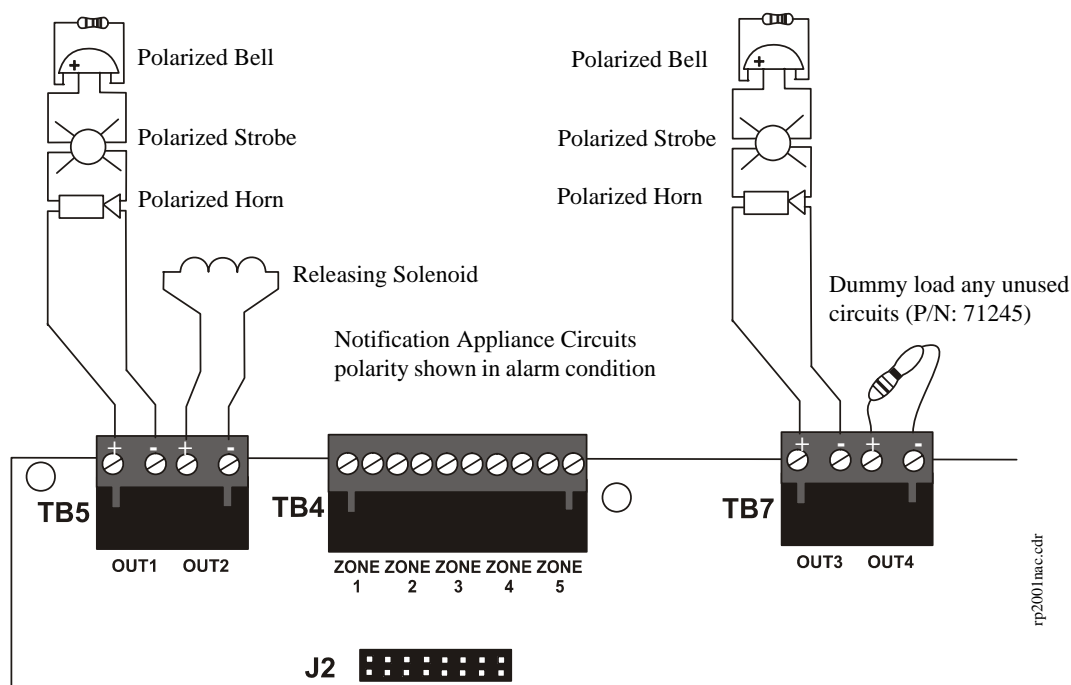 Polarized Bell
Polarized Bell
+
+
Polarized Strobe
Polarized Strobe
Polarized Horn
Polarized Horn
Releasing Solenoid
Dummy load any unused
circuits (P/N: 71245)
Notification Appliance Circuits
polarity shown in alarm condition
+ - + -
+ - + -
TB5
TB4
TB7
OUT1 OUT2
ZONE ZONE ZONE ZONE ZONE
1 2 3 4 5
OUT3 OUT4
rp2001nac.cdr
J2